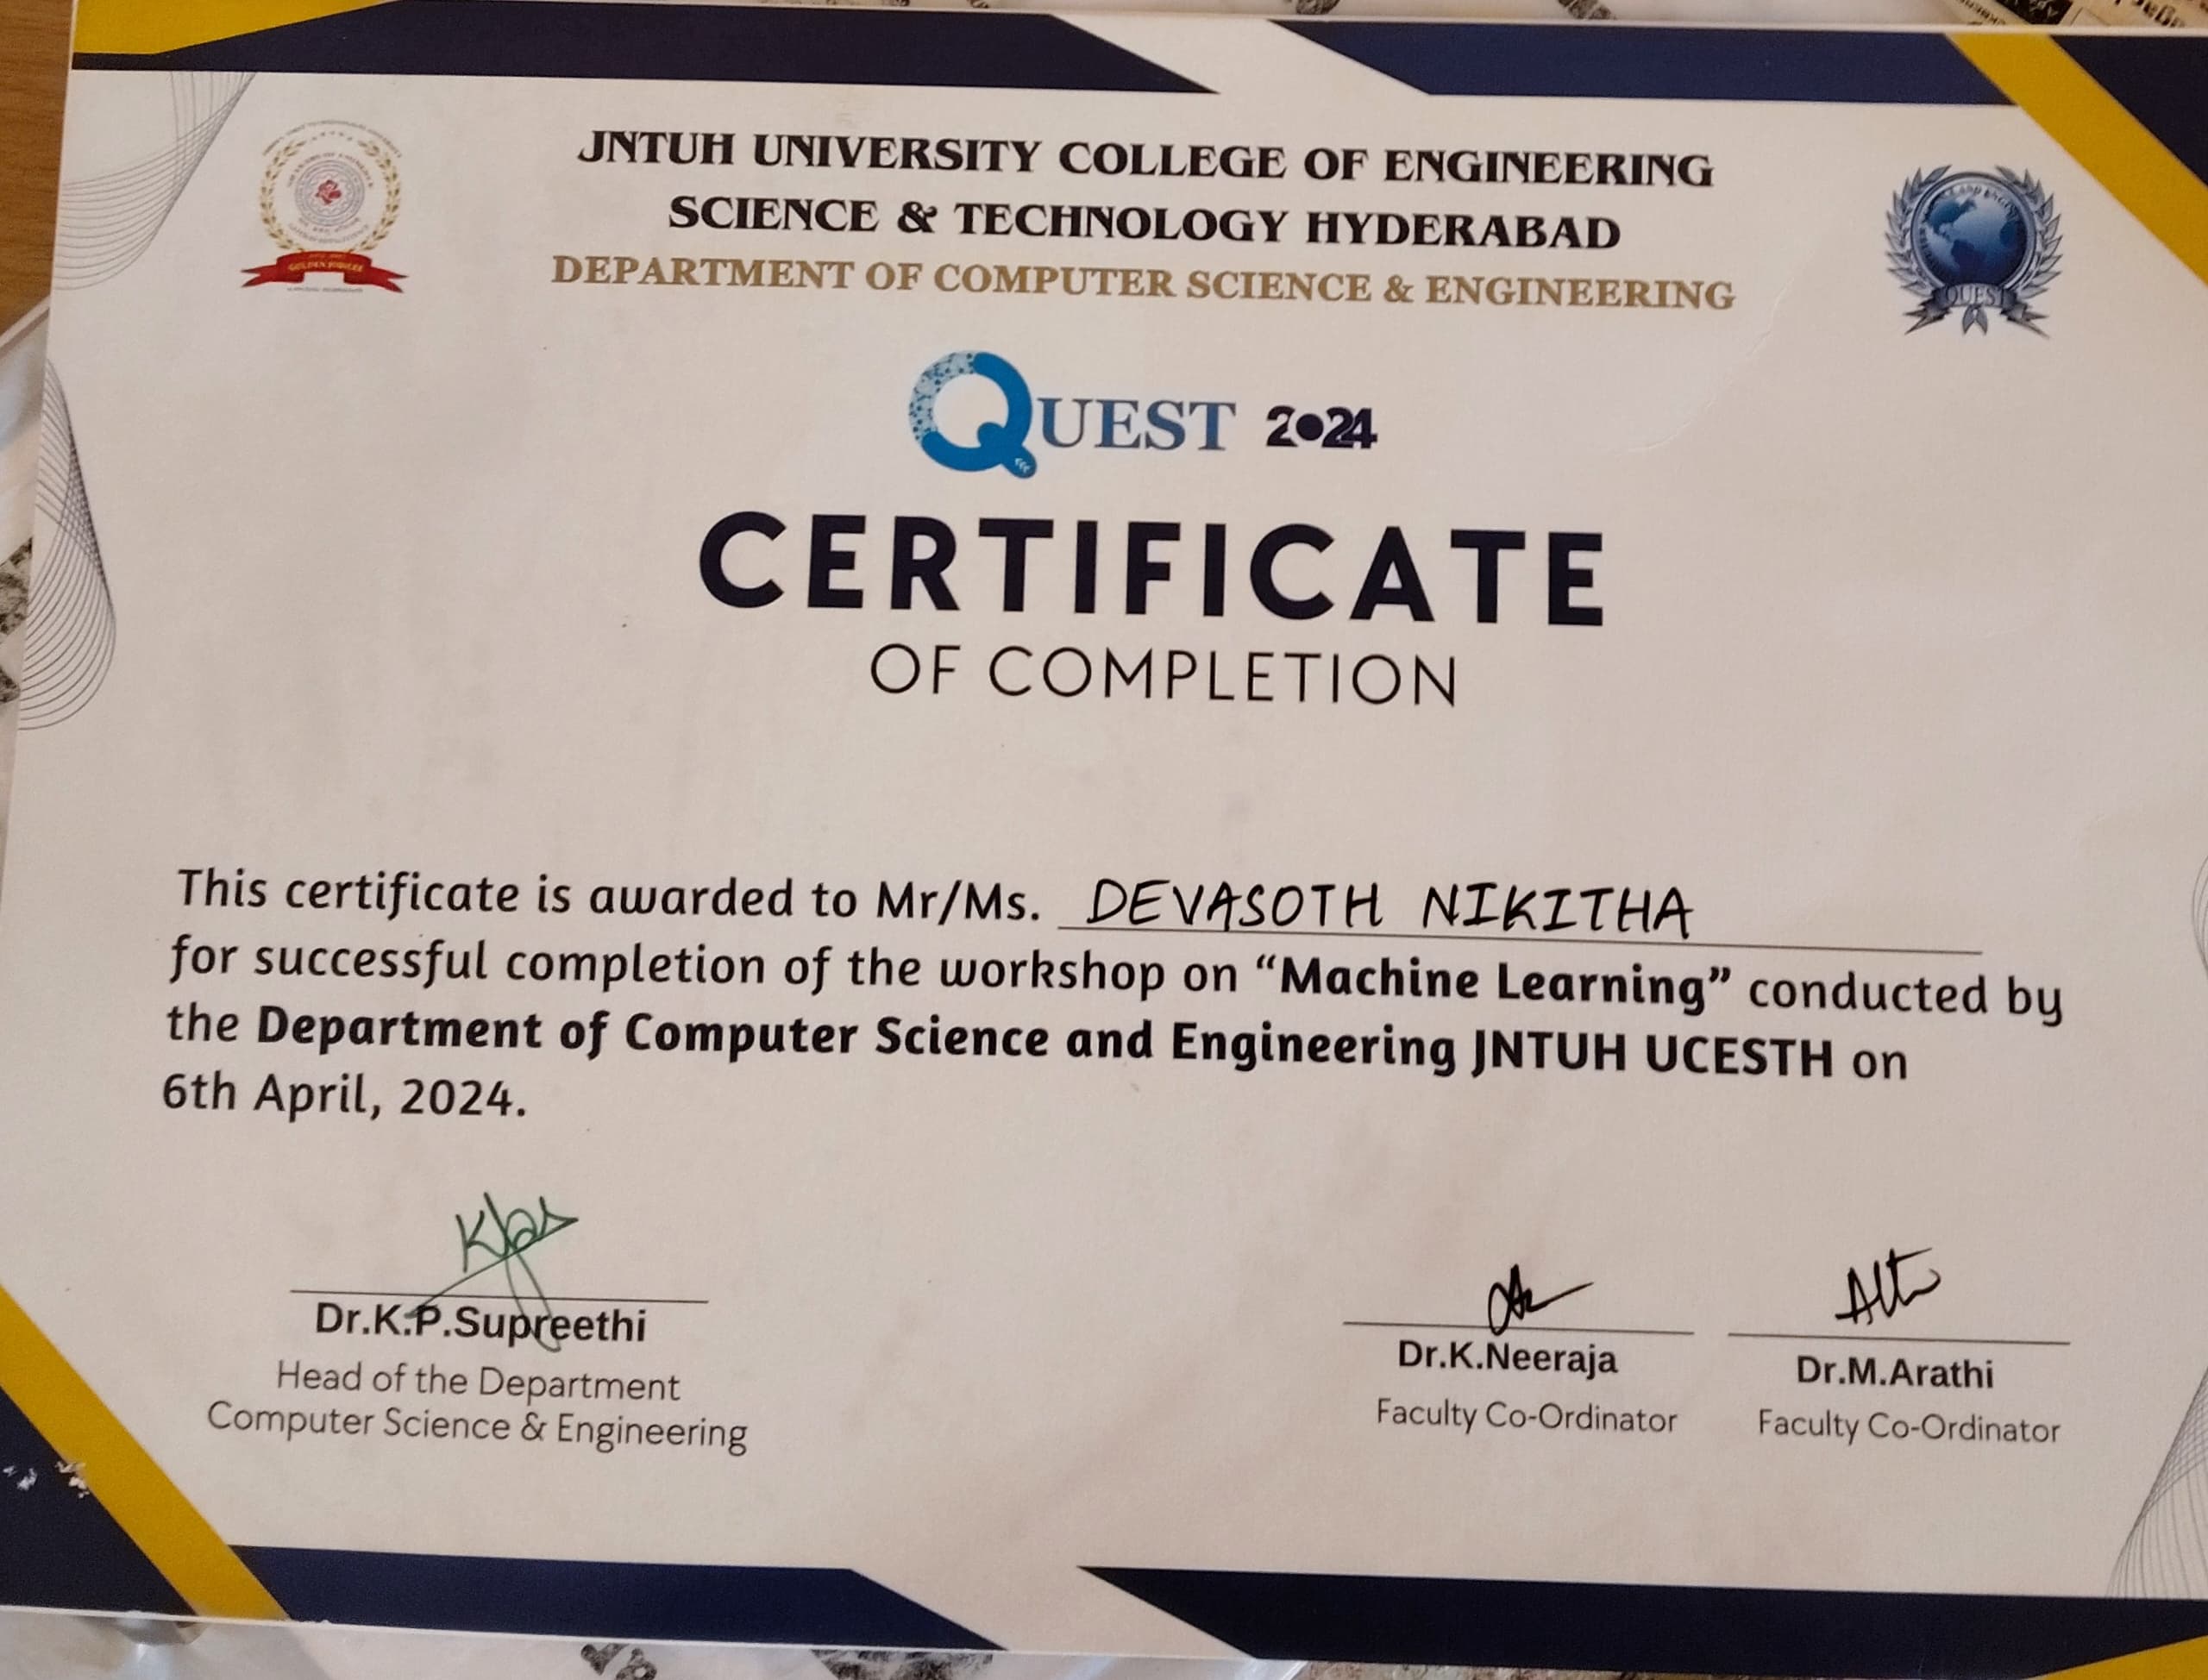 JNTUH UNIVERSITY COLLEGE OF ENGINEERING
SCIENCE & TECHNOLOGY HYDERABAD
DEPARTMENT OF COMPUTER SCIENCE & ENGINEERING
GOLDEN JUBILEE
QUEST
QUEST 2024
CERTIFICATE
OF COMPLETION
This certificate is awarded to Mr/Ms. DEVASOTH NIKITHA
for successful completion of the workshop on “Machine Learning” conducted by
the Department of Computer Science and Engineering JNTUH UCESTH on
6th April, 2024.
Dr.K.P.Supreethi
Head of the Department
Computer Science & Engineering
Dr.K.Neeraja
Faculty Co-Ordinator
Dr.M.Arathi
Faculty Co-Ordinator